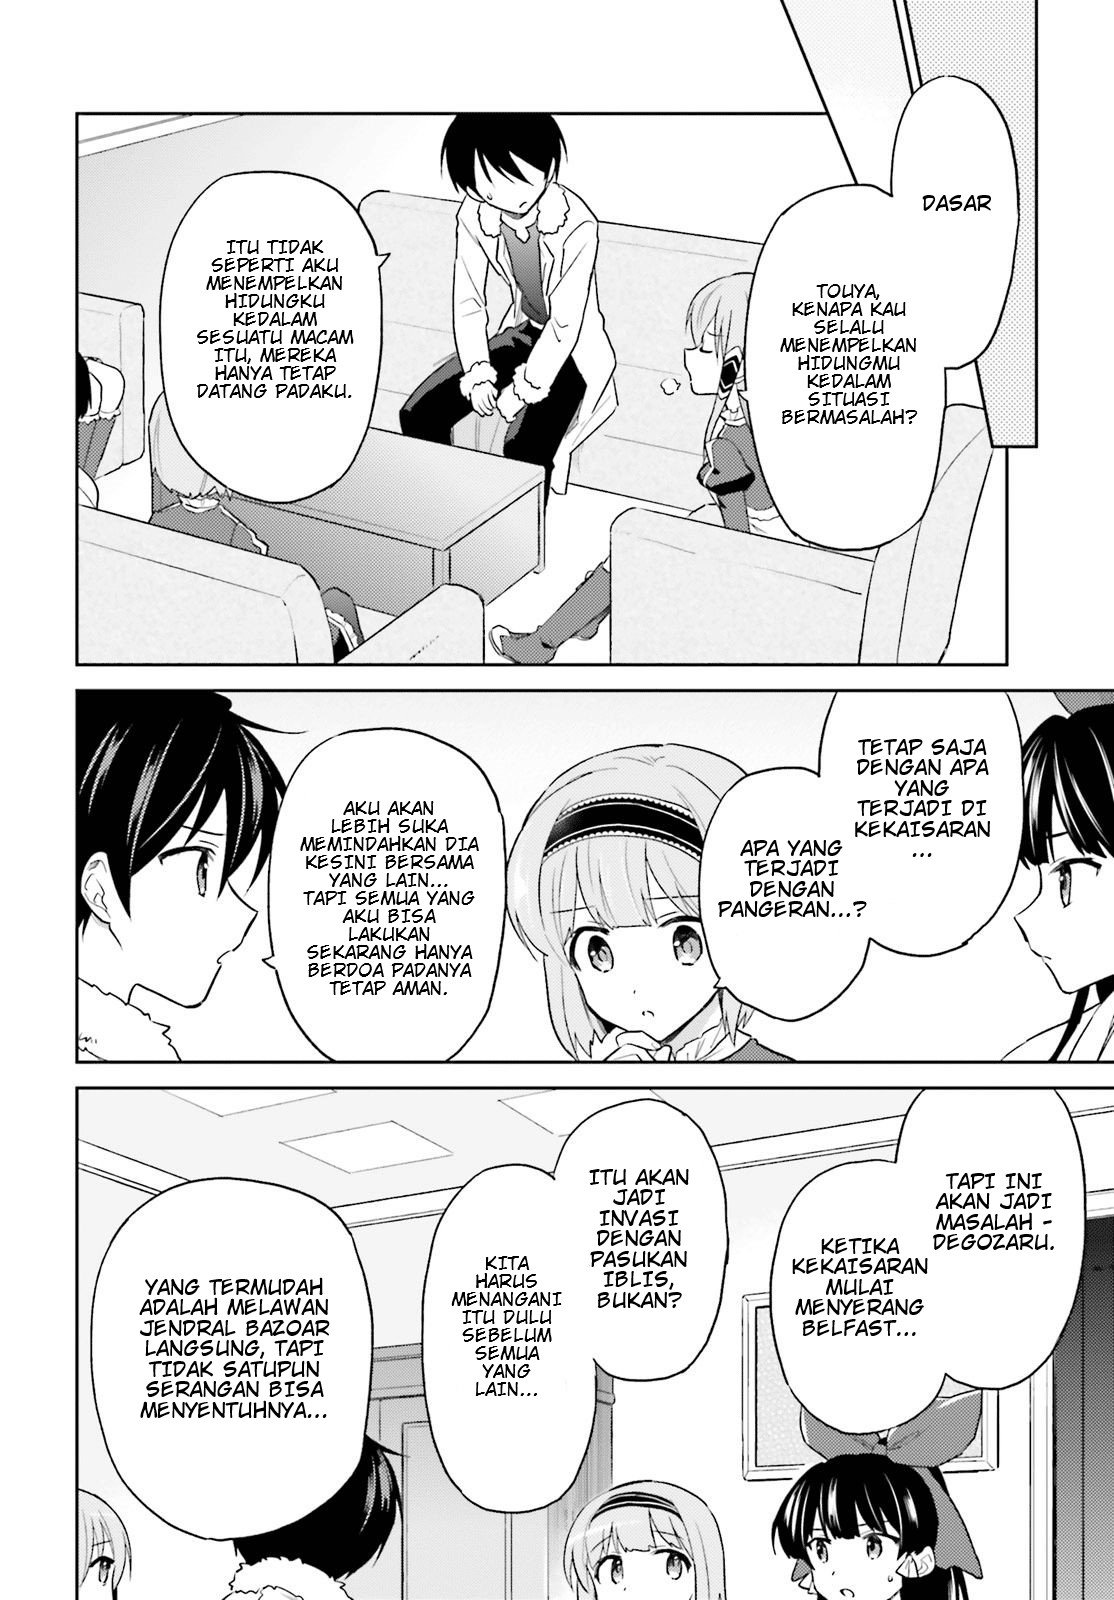 DASAR
TOUYA,
KENAPA KAU
SELALU
MENEMPELKAN
HIDUNGMU
KEDALAM
SITUASI
BERMASALAH?
ITU TIDAK
SEPERTI AKU
MENEMPELKAN
HIDUNGKU
KEDALAM
SESUATU MACAM
ITU, MEREKA
HANYA TETAP
DATANG PADAKU.
TETAP SAJA
DENGAN APA
YANG
TERJADI DI
KEKAISARAN
...
APA YANG
TERJADI
DENGAN
PANGERAN...?
AKU AKAN
LEBIH SUKA
MEMINDAHKAN DIA
KESINI BERSAMA
YANG LAIN...
TAPI SEMUA YANG
AKU BISA
LAKUKAN
SEKARANG HANYA
BERDOA PADANYA
TETAP AMAN.
TAPI INI
AKAN JADI
MASALAH -
DEGOZARU.
KETIKA
KEKAISARAN
MULAI
MENYERANG
BELFAST...
ITU AKAN
JADI
INVASI
DENGAN
PASUKAN
IBLIS,
BUKAN?
KITA
HARUS
MENANGANI
ITU DULU
SEBELUM
SEMUA
YANG
LAIN...
YANG TERMUDAH
ADALAH MELAWAN
JENDRAL BAZOAR
LANGSUNG, TAPI
TIDAK SATUPUN
SERANGAN BISA
MENYENTUHNYA...